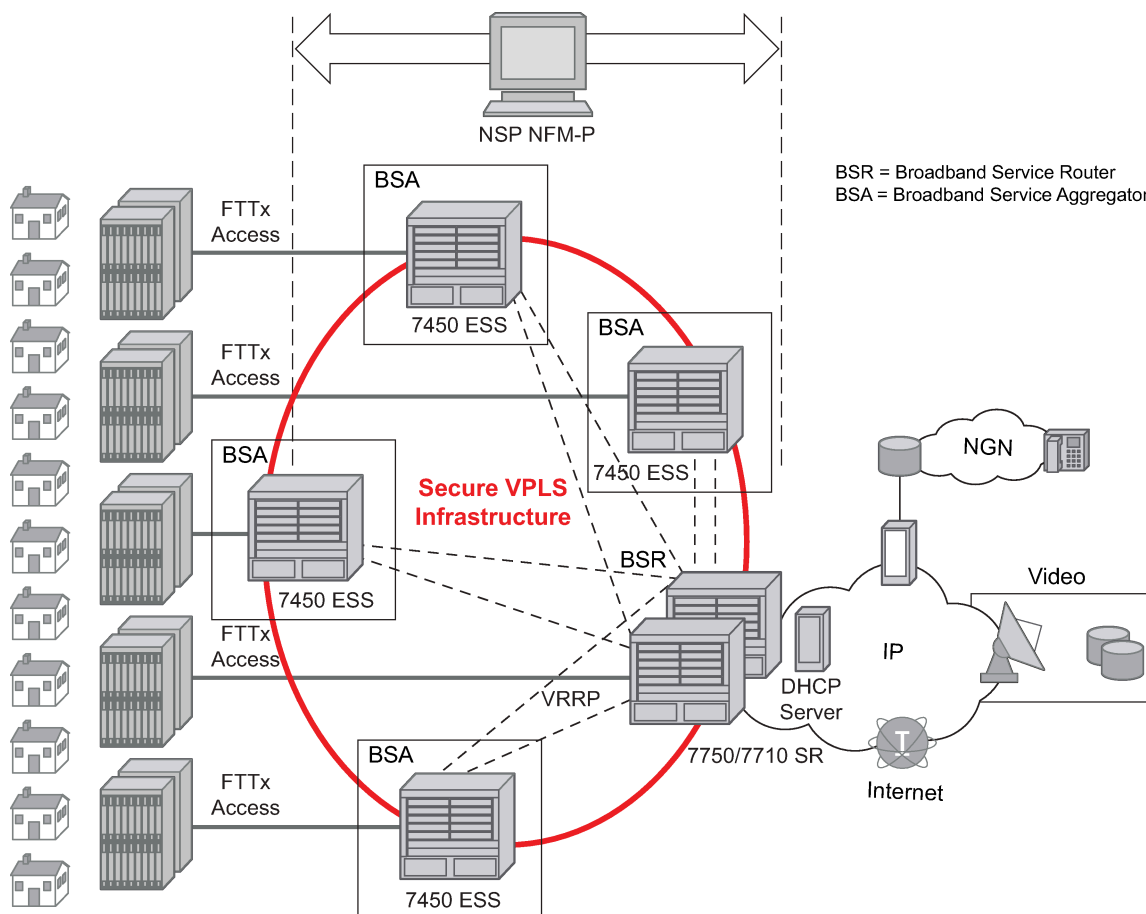 NSP NFM-P
BSR = Broadband Service Router
BSA = Broadband Service Aggregator
BSA
FTTx
Access
7450 ESS
BSA
FTTx
Access
7450 ESS
NGN
BSA
Secure VPLS
Infrastructure
BSR
7450 ESS
Video
FTTx
Access
IP
DHCP
Server
VRRP
7750/7710 SR
T
Internet
BSA
FTTx
Access
7450 ESS